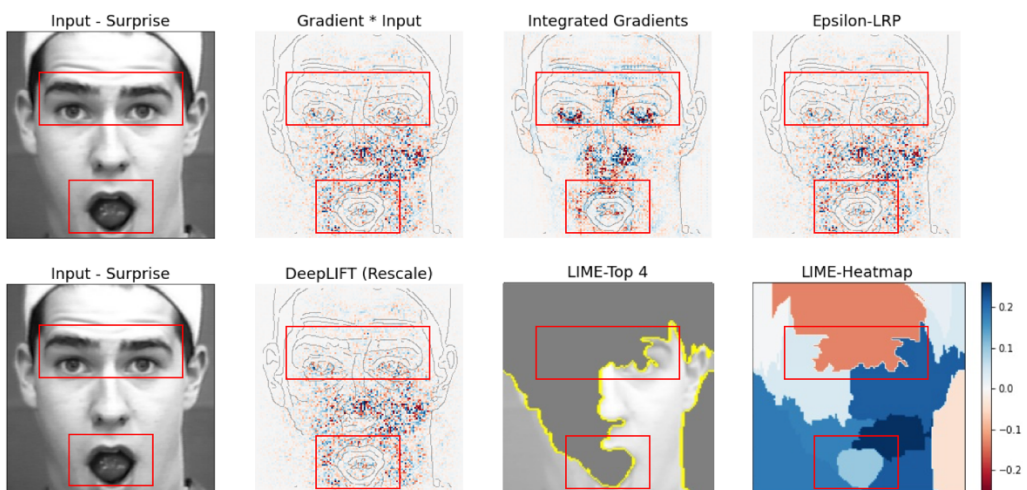 Input - Surprise
Gradient * Input
Integrated Gradients
Epsilon-LRP
Input - Surprise
DeepLIFT (Rescale)
LIME-Top 4
LIME-Heatmap
0.2
0.1
0.0
−0.1
−0.2